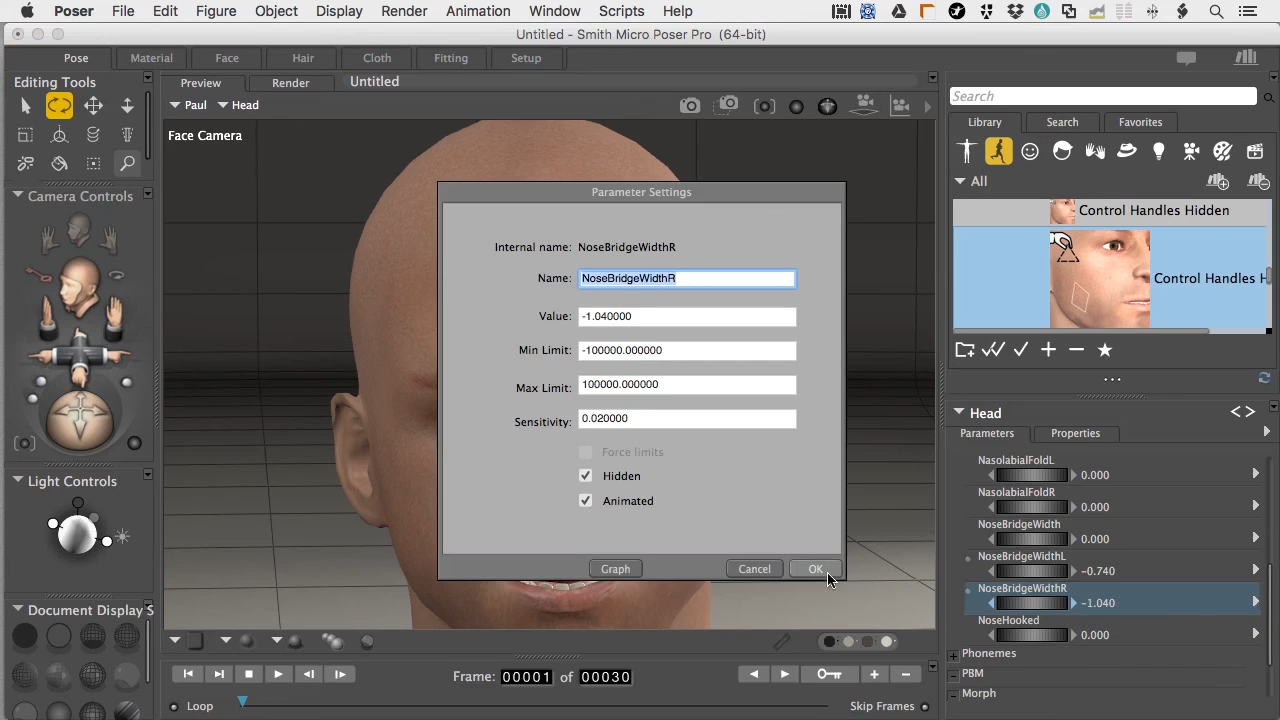 Poser File Edit Figure Object Display Render Animation Window Scripts Help
Untitled - Smith Micro Poser Pro (64-bit)
Pose Material Face Hair Cloth Fitting Setup
Editing Tools
Preview Render Untitled
Paul Head
Face Camera
Camera Controls
Light Controls
Document Display S
Parameter Settings
Internal name: NoseBridgeWidthR
Name: NoseBridgeWidthR
Value: -1.040000
Min Limit: -100000.000000
Max Limit: 100000.000000
Sensitivity: 0.020000
Force limits
Hidden
Animated
Graph Cancel OK
Search
Library Search Favorites
All
Control Handles Hidden
Control Handles H
Head
Parameters Properties
NasolabialFoldL
0.000
NasolabialFoldR
0.000
NoseBridgeWidth
0.000
NoseBridgeWidthL
-0.740
NoseBridgeWidthR
-1.040
NoseHooked
0.000
Phonemes
PBM
Morph
Frame: 00001 of 00030
Loop
Skip Frames